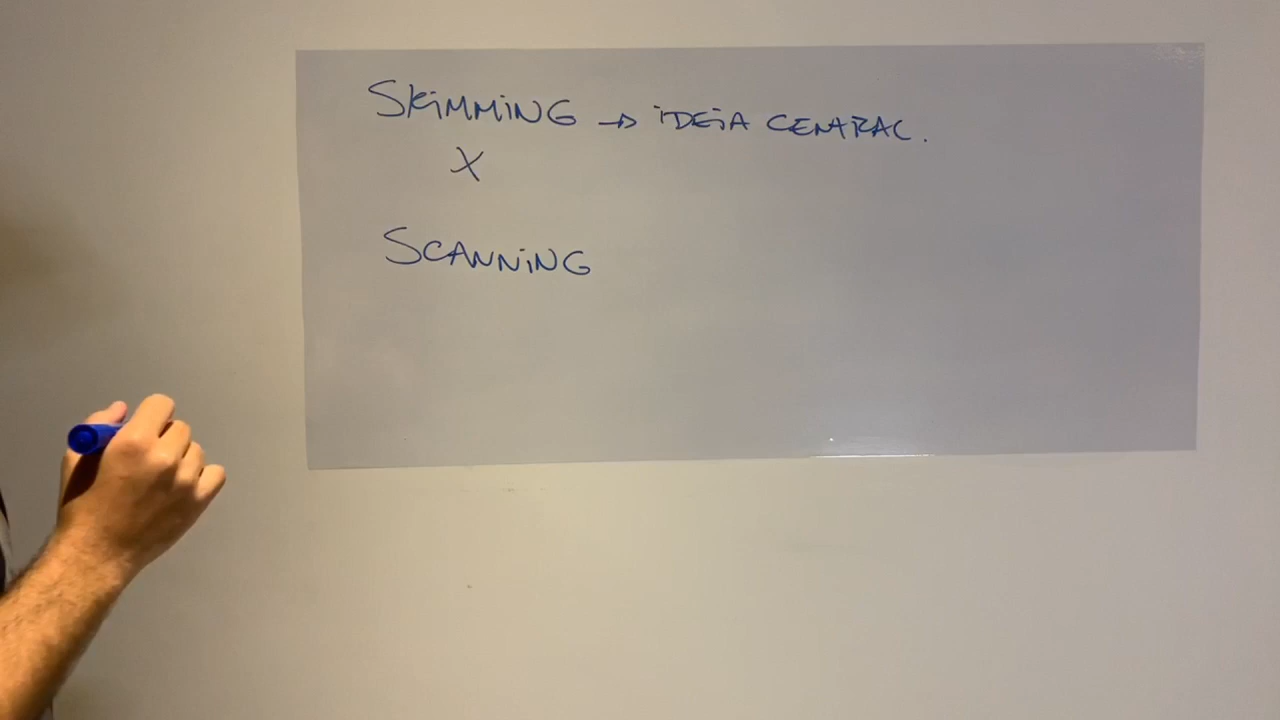 SKiMMiNG → iDEiA CENTRAL.
X
SCANNiNG